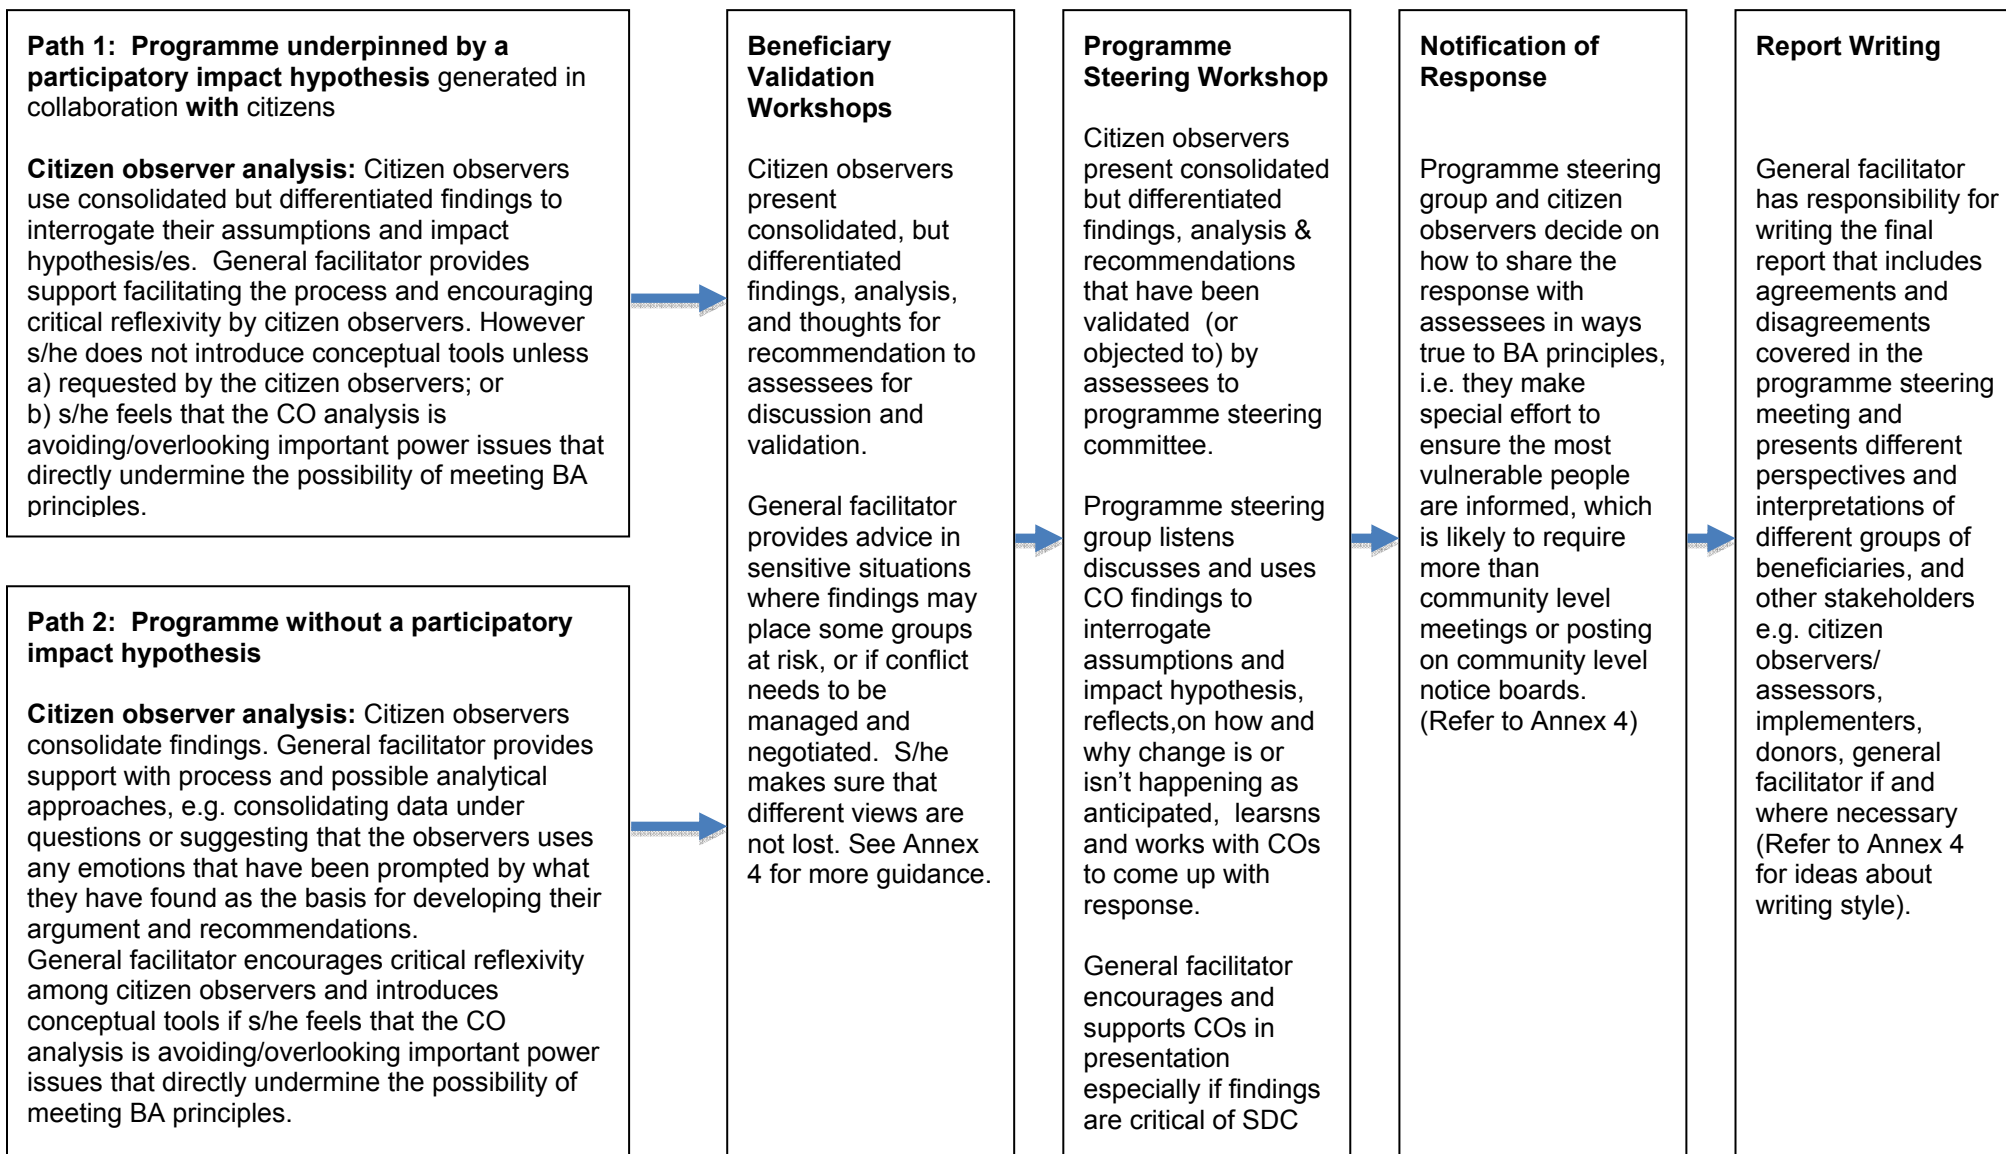 Path 1:  Programme underpinned by a
participatory impact hypothesis generated in
collaboration with citizens
Citizen observer analysis: Citizen observers
use consolidated but differentiated findings to
interrogate their assumptions and impact
hypothesis/es.  General facilitator provides
support facilitating the process and encouraging
critical reflexivity by citizen observers. However
s/he does not introduce conceptual tools unless
a) requested by the citizen observers; or
b) s/he feels that the CO analysis is
avoiding/overlooking important power issues that
directly undermine the possibility of meeting BA
principles.
Path 2:  Programme without a participatory
impact hypothesis
Citizen observer analysis: Citizen observers
consolidate findings. General facilitator provides
support with process and possible analytical
approaches, e.g. consolidating data under
questions or suggesting that the observers uses
any emotions that have been prompted by what
they have found as the basis for developing their
argument and recommendations.
General facilitator encourages critical reflexivity
among citizen observers and introduces
conceptual tools if s/he feels that the CO
analysis is avoiding/overlooking important power
issues that directly undermine the possibility of
meeting BA principles.
Beneficiary
Validation
Workshops
Citizen observers
present
consolidated, but
differentiated
findings, analysis,
and thoughts for
recommendation to
assessees for
discussion and
validation.
General facilitator
provides advice in
sensitive situations
where findings may
place some groups
at risk, or if conflict
needs to be
managed and
negotiated.  S/he
makes sure that
different views are
not lost. See Annex
4 for more guidance.
Programme
Steering Workshop
Citizen observers
present consolidated
but differentiated
findings, analysis &
recommendations
that have been
validated  (or
objected to) by
assessees to
programme steering
committee.
Programme steering
group listens
discusses and uses
CO findings to
interrogate
assumptions and
impact hypothesis,
reflects,on how and
why change is or
isn't happening as
anticipated,  learsns
and works with COs
to come up with
response.
General facilitator
encourages and
supports COs in
presentation
especially if findings
are critical of SDC
Notification of
Response
Programme steering
group and citizen
observers decide on
how to share the
response with
assessees in ways
true to BA principles,
i.e. they make
special effort to
ensure the most
vulnerable people
are informed, which
is likely to require
more than
community level
meetings or posting
on community level
notice boards.
(Refer to Annex 4)
Report Writing
General facilitator
has responsibility for
writing the final
report that includes
agreements and
disagreements
covered in the
programme steering
meeting and
presents different
perspectives and
interpretations of
different groups of
beneficiaries, and
other stakeholders
e.g. citizen
observers/
assessors,
implementers,
donors, general
facilitator if and
where necessary
(Refer to Annex 4
for ideas about
writing style).